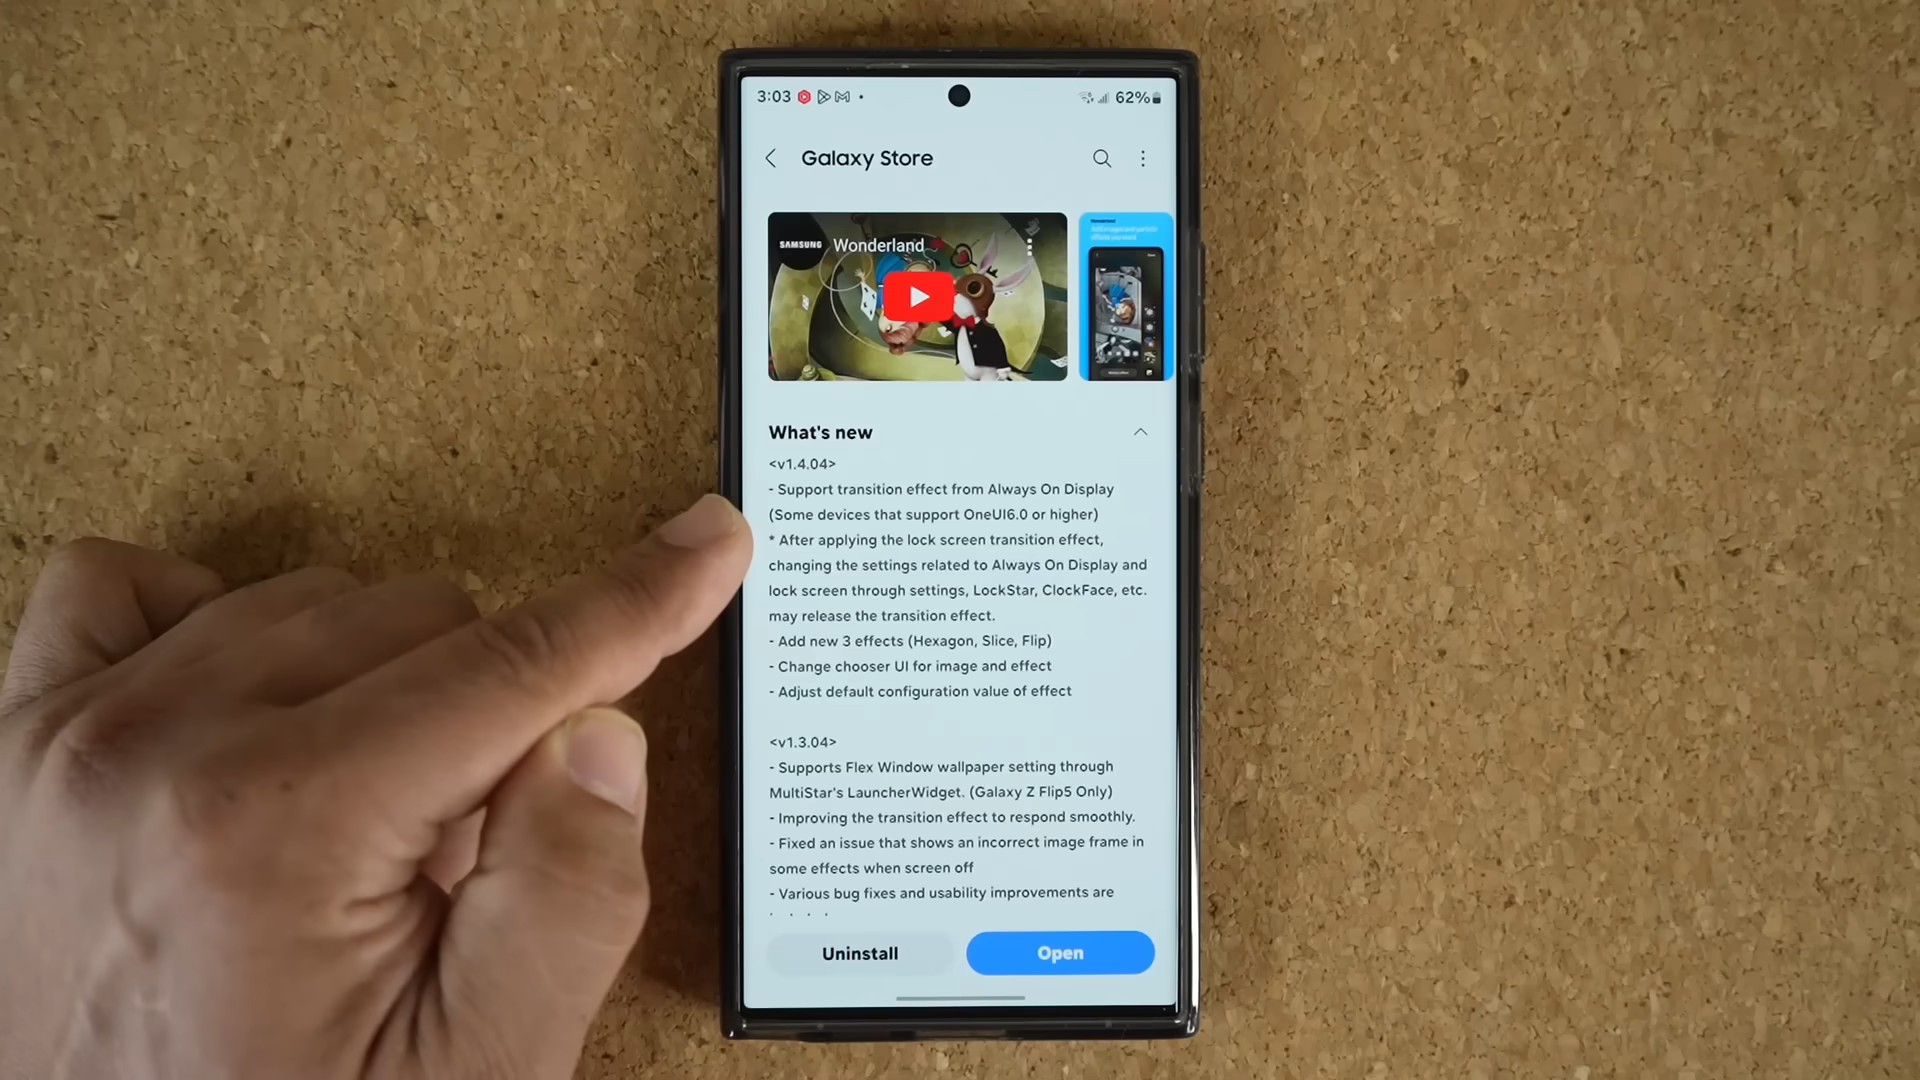 3:03
62%
Galaxy Store
SAMSUNG Wonderland
What's new
<v1.4.04>
- Support transition effect from Always On Display
(Some devices that support OneUI6.0 or higher)
* After applying the lock screen transition effect,
changing the settings related to Always On Display and
lock screen through settings, LockStar, ClockFace, etc.
may release the transition effect.
- Add new 3 effects (Hexagon, Slice, Flip)
- Change chooser UI for image and effect
- Adjust default configuration value of effect
<v1.3.04>
- Supports Flex Window wallpaper setting through
MultiStar's LauncherWidget. (Galaxy Z Flip5 Only)
- Improving the transition effect to respond smoothly.
- Fixed an issue that shows an incorrect image frame in
some effects when screen off
- Various bug fixes and usability improvements are
Uninstall
Open